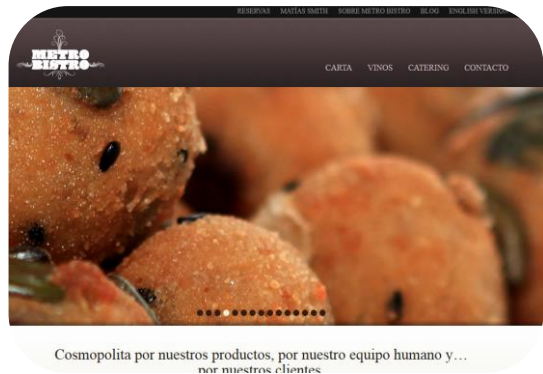 RESERVAS MATÍAS SMITH SOBRE METRO BISTRO BLOG ENGLISH VERSION
METRO
BISTRO
CARTA VINOS CATERING CONTACTO
Cosmopolita por nuestros productos, por nuestro equipo humano y…
por nuestros clientes